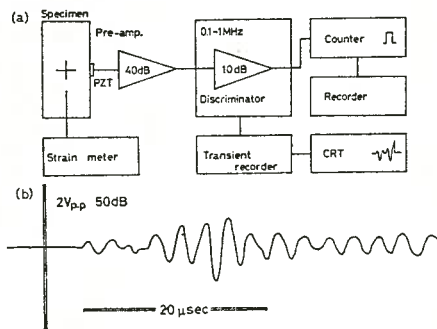 (a)
Specimen
Pre-amp.
PZT
40dB
0.1-1MHz
10dB
Discriminator
Counter
Recorder
Strain meter
Transient
recorder
CRT
(b)
2Vp-p 50dB
20 μsec